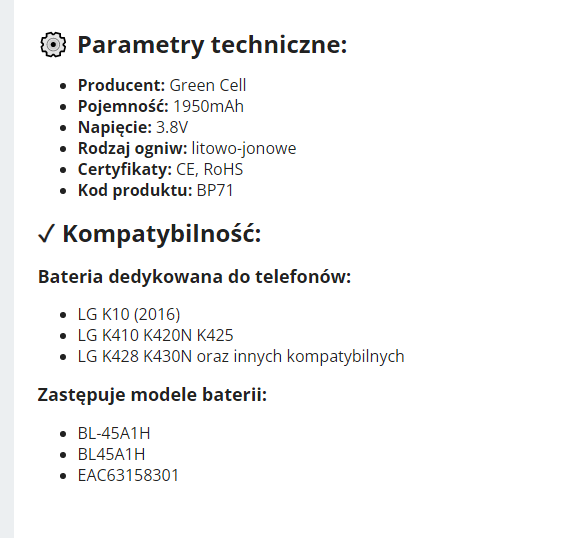 Parametry techniczne:
Producent: Green Cell
Pojemność: 1950mAh
Napięcie: 3.8V
Rodzaj ogniw: litowo-jonowe
Certyfikaty: CE, RoHS
Kod produktu: BP71
✓ Kompatybilność:
Bateria dedykowana do telefonów:
LG K10 (2016)
LG K410 K420N K425
LG K428 K430N oraz innych kompatybilnych
Zastępuje modele baterii:
BL-45A1H
BL45A1H
EAC63158301